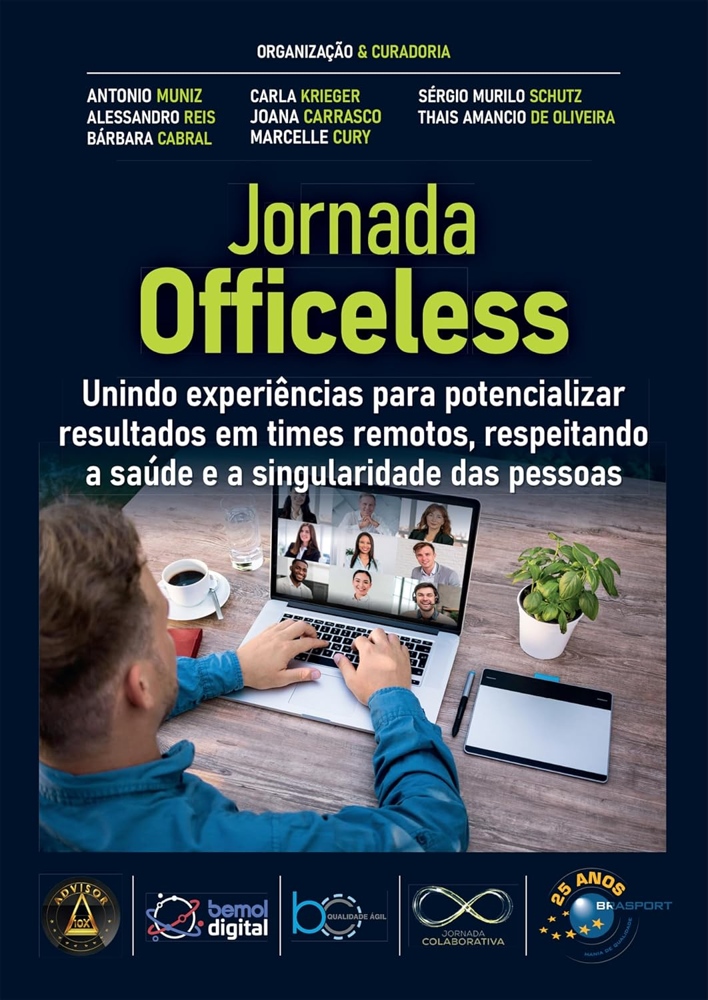 ORGANIZAÇÃO & CURADORIA
ANTONIO MUNIZ
ALESSANDRO REIS
BÁRBARA CABRAL
CARLA KRIEGER
JOANA CARRASCO
MARCELLE CURY
SÉRGIO MURILO SCHUTZ
THAIS AMANCIO DE OLIVEIRA
Jornada
Officeless
Unindo experiências para potencializar
resultados em times remotos, respeitando
a saúde e a singularidade das pessoas
ADVISOR
10X
bemol
digital
bc
QUALIDADE ÁGIL
JORNADA
COLABORATIVA
25 ANOS
BRASPORT
MANIA DE QUALIDADE